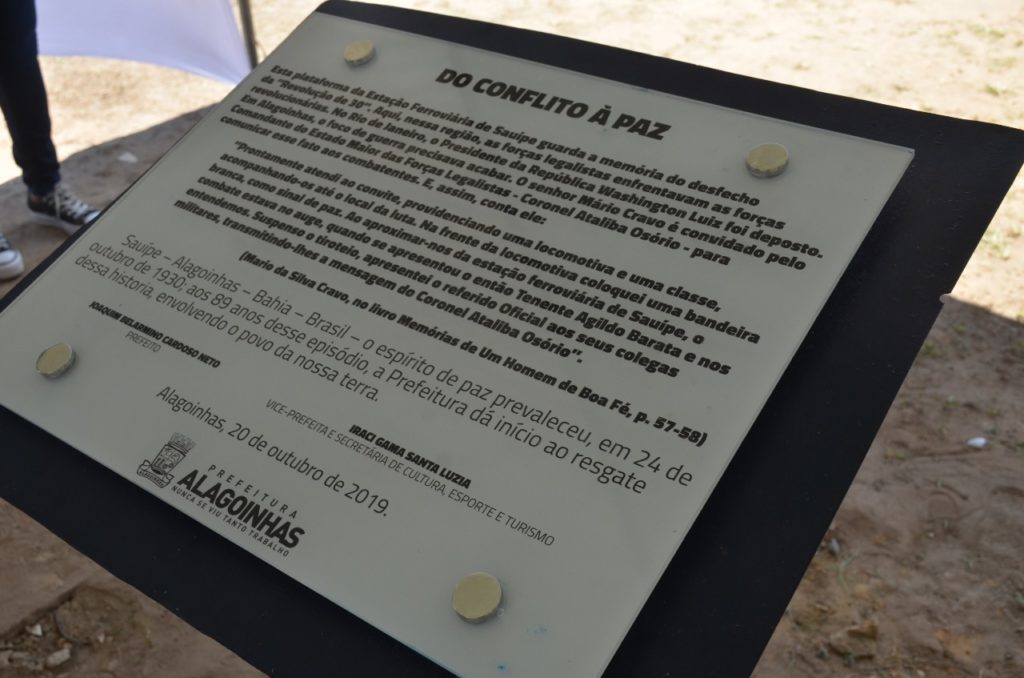 DO CONFLITO À PAZ
Esta plataforma da Estação Ferroviária de Sauípe guarda a memória do desfecho
da "Revolução de 30". Aqui, nessa região, as forças legalistas enfrentavam as forças
revolucionárias. No Rio de Janeiro, o Presidente da República Washington Luiz foi deposto.
Em Alagoinhas, o foco de guerra precisava acabar. O senhor Mário Cravo é convidado pelo
Comandante do Estado Maior das Forças Legalistas - Coronel Ataliba Osório - para
comunicar esse fato aos combatentes. E, assim, conta ele:
"Prontamente atendi ao convite, providenciando uma locomotiva e uma classe,
acompanhando-os até o local da luta. Na frente da locomotiva coloquei uma bandeira
branca, como sinal de paz. Ao aproximar-nos da estação ferroviária de Sauípe, o
combate estava no auge, quando se apresentou o então Tenente Agildo Barata e nos
entendemos. Suspenso o tiroteio, apresentei o referido Oficial aos seus colegas
militares, transmitindo-lhes a mensagem do Coronel Ataliba Osório".
(Mario da Silva Cravo, no livro Memórias de Um Homem de Boa Fé, p. 57-58)
Sauípe – Alagoinhas – Bahia – Brasil – o espírito de paz prevaleceu, em 24 de
outubro de 1930; aos 89 anos desse episódio, a Prefeitura dá início ao resgate
dessa historia, envolvendo o povo da nossa terra.
JOAQUIM BELARMINO CARDOSO NETO
PREFEITO
IRACI GAMA SANTA LUZIA
VICE-PREFEITA E SECRETÁRIA DE CULTURA, ESPORTE E TURISMO
Alagoinhas, 20 de outubro de 2019.
PREFEITURA
ALAGOINHAS
NUNCA SE VIU TANTO TRABALHO